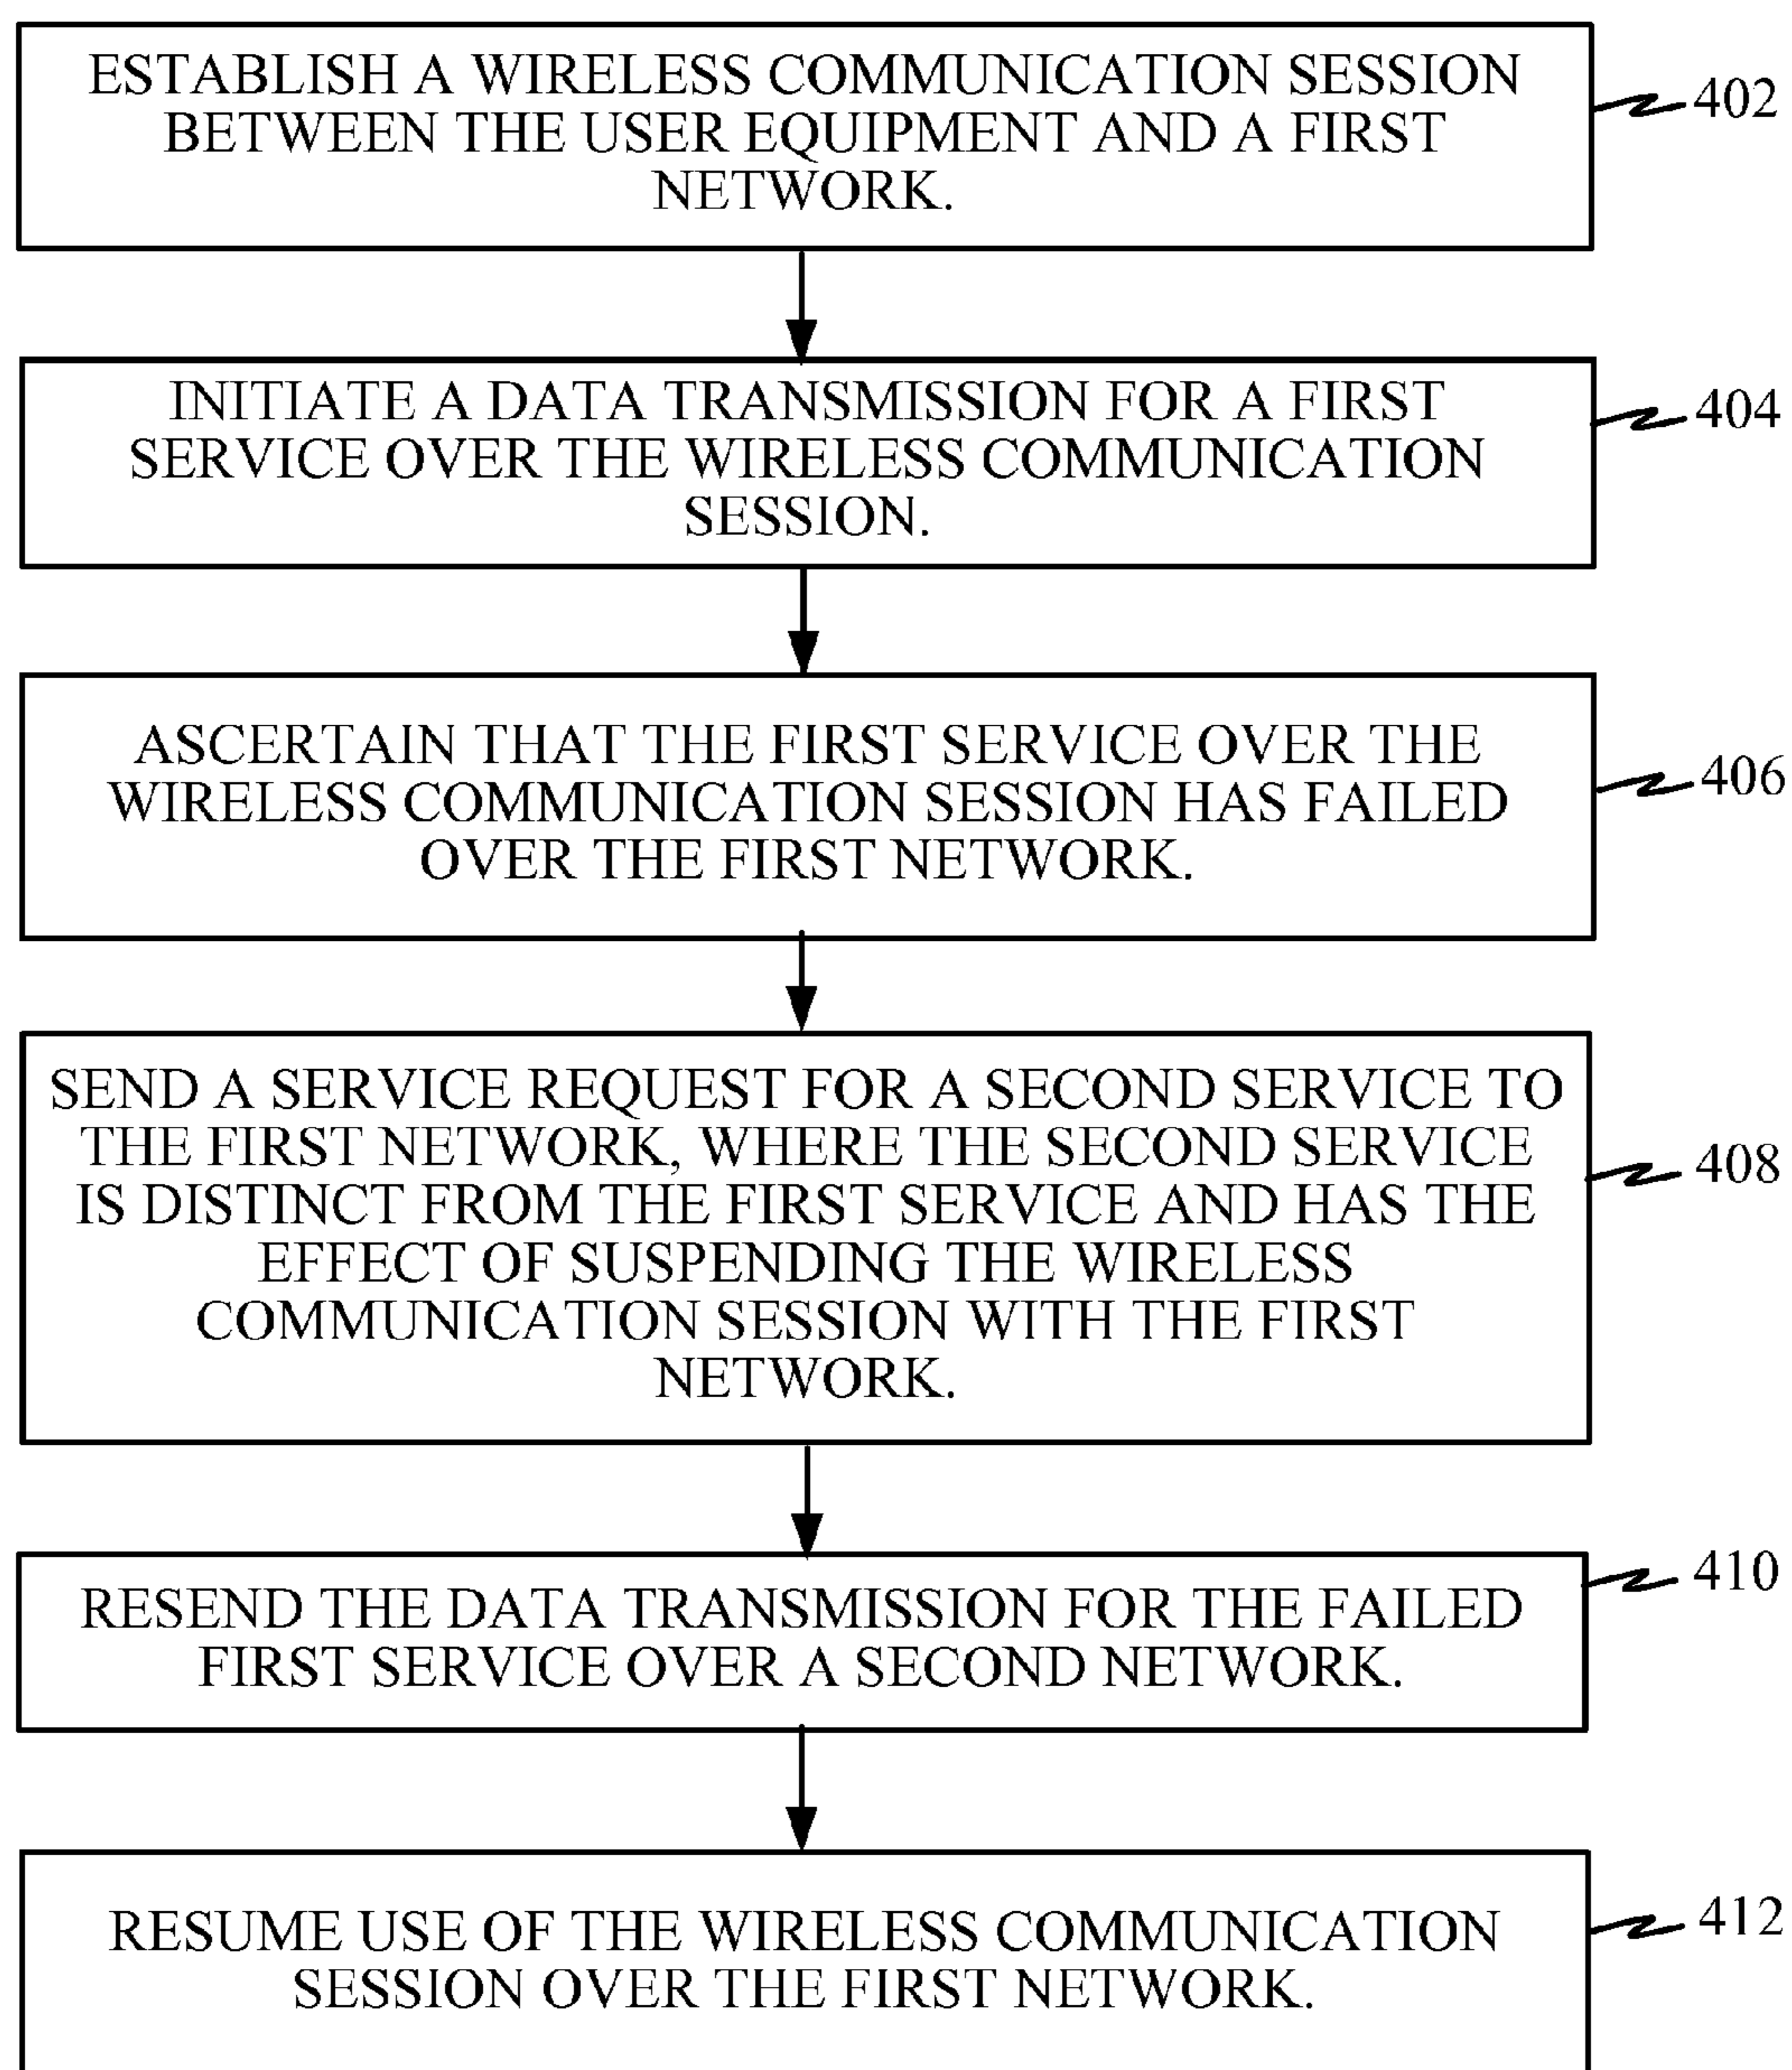 ESTABLISH A WIRELESS COMMUNICATION SESSION
BETWEEN THE USER EQUIPMENT AND A FIRST
NETWORK.
402
INITIATE A DATA TRANSMISSION FOR A FIRST
SERVICE OVER THE WIRELESS COMMUNICATION
SESSION.
404
ASCERTAIN THAT THE FIRST SERVICE OVER THE
WIRELESS COMMUNICATION SESSION HAS FAILED
OVER THE FIRST NETWORK.
406
SEND A SERVICE REQUEST FOR A SECOND SERVICE TO
THE FIRST NETWORK, WHERE THE SECOND SERVICE
IS DISTINCT FROM THE FIRST SERVICE AND HAS THE
EFFECT OF SUSPENDING THE WIRELESS
COMMUNICATION SESSION WITH THE FIRST
NETWORK.
408
RESEND THE DATA TRANSMISSION FOR THE FAILED
FIRST SERVICE OVER A SECOND NETWORK.
410
RESUME USE OF THE WIRELESS COMMUNICATION
SESSION OVER THE FIRST NETWORK.
412